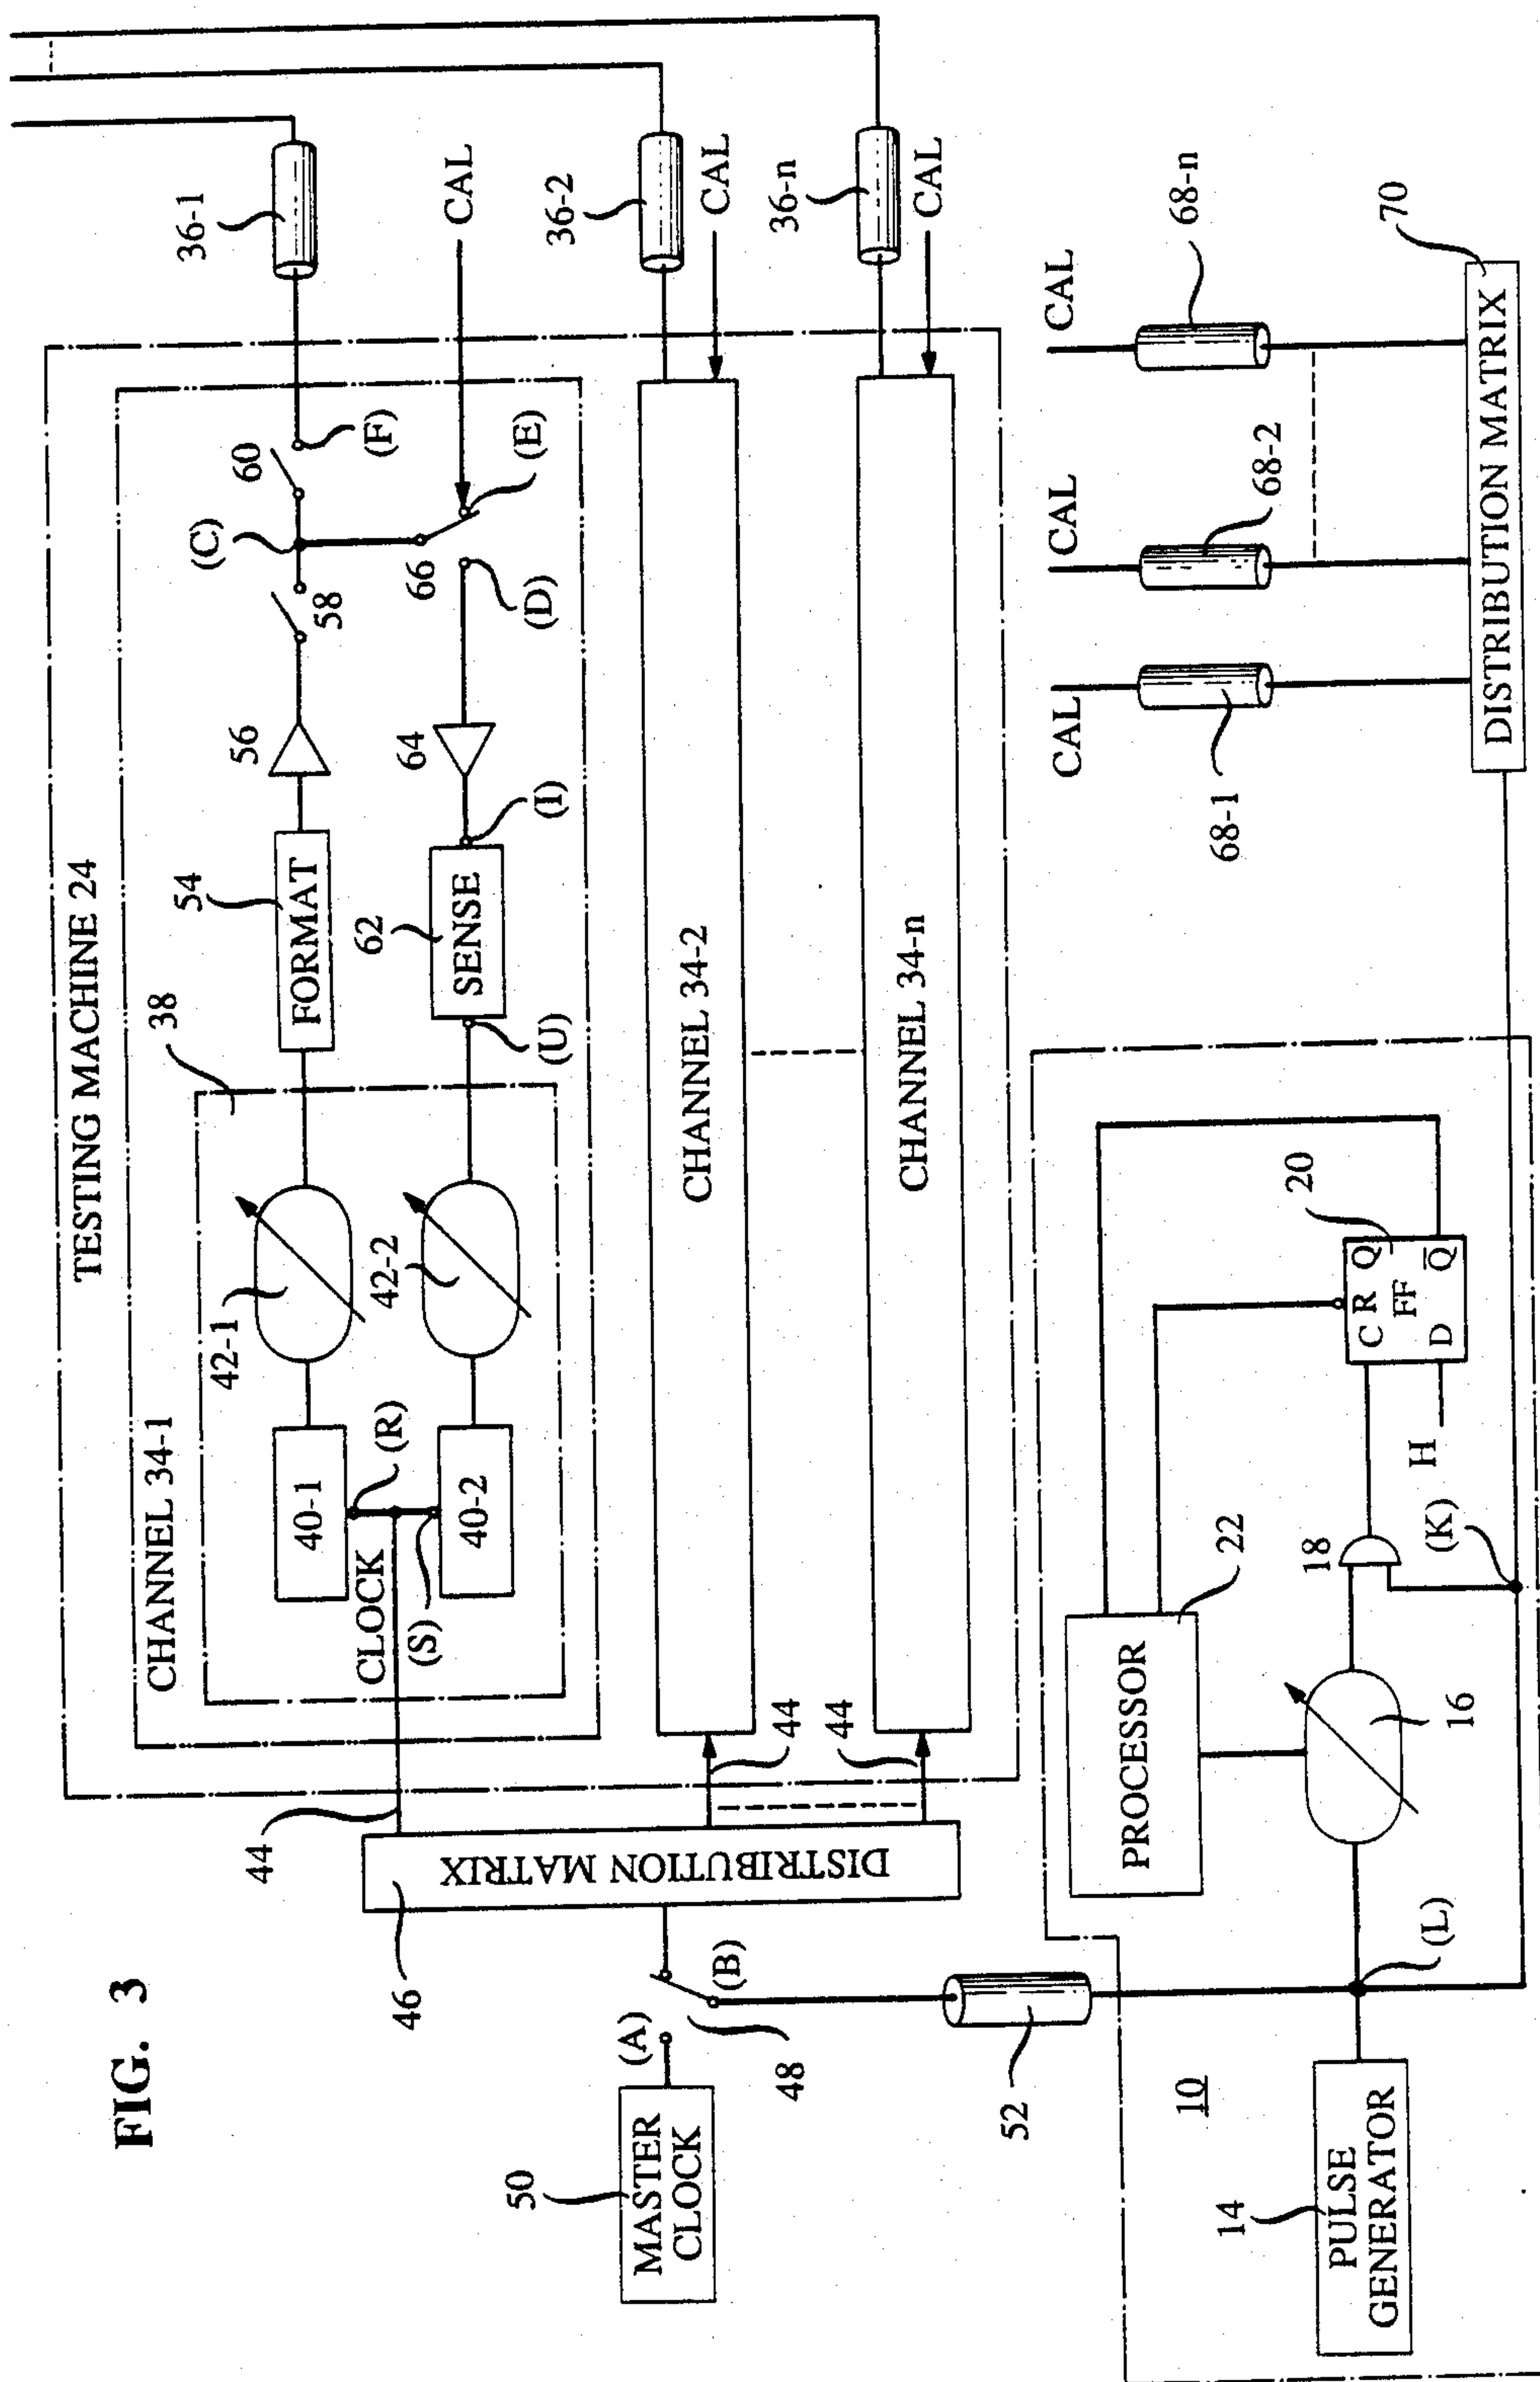 FIG. 3
TESTING MACHINE 24
CHANNEL 34-1
38
40-1
42-1
(R)
CLOCK
(S)
40-2
42-2
54
FORMAT
56
58
(C)
60
(F)
36-1
62
SENSE
(U)
(I)
64
(D)
66
(E)
CAL
44
CHANNEL 34-2
36-2
CAL
44
CHANNEL 34-n
36-n
CAL
44
DISTRIBUTION MATRIX
46
50
MASTER
CLOCK
(A)
(B)
48
52
10
14
PULSE
GENERATOR
(L)
16
PROCESSOR
22
18
(K)
H
20
C R Q
FF
D Q̅
CAL
68-1
CAL
68-2
CAL
68-n
DISTRIBUTION MATRIX
70